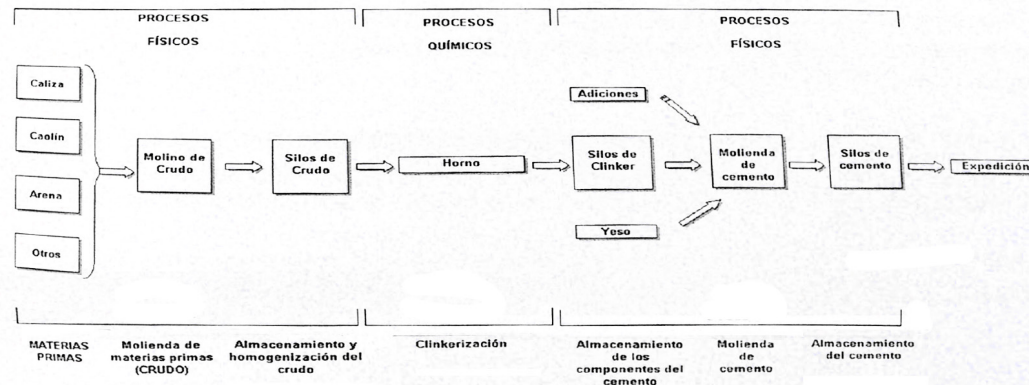 PROCESOS
FÍSICOS
PROCESOS
QUÍMICOS
PROCESOS
FÍSICOS
Caliza
Caolín
Arena
Otros
Molino de
Crudo
Silos de
Crudo
Horno
Adiciones
Silos de
Clinker
Yeso
Molienda
de
cemento
Silos de
cemento
Expedición
MATERIAS
PRIMAS
Molienda de
materias primas
(CRUDO)
Almacenamiento y
homogenización del
crudo
Clinkerización
Almacenamiento
de los
componentes del
cemento
Molienda
de
cemento
Almacenamiento
del cemento